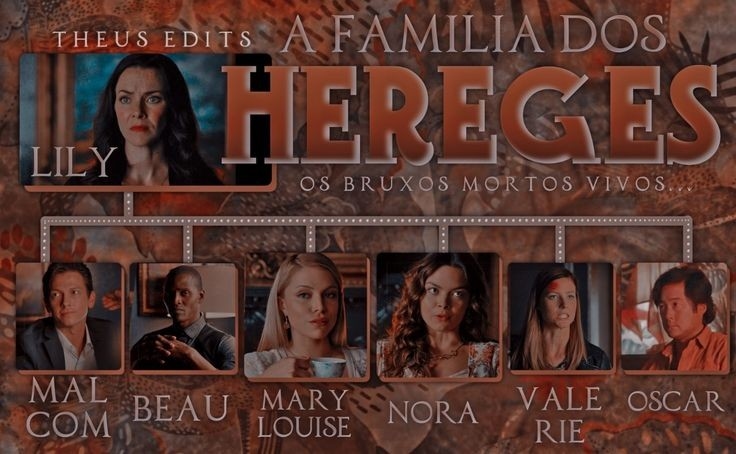 THEUS EDITS
A FAMILIA DOS
HEREGES
OS BRUXOS MORTOS VIVOS...
LILY
MAL
COM
BEAU
MARY
LOUISE
NORA
VALE
RIE
OSCAR